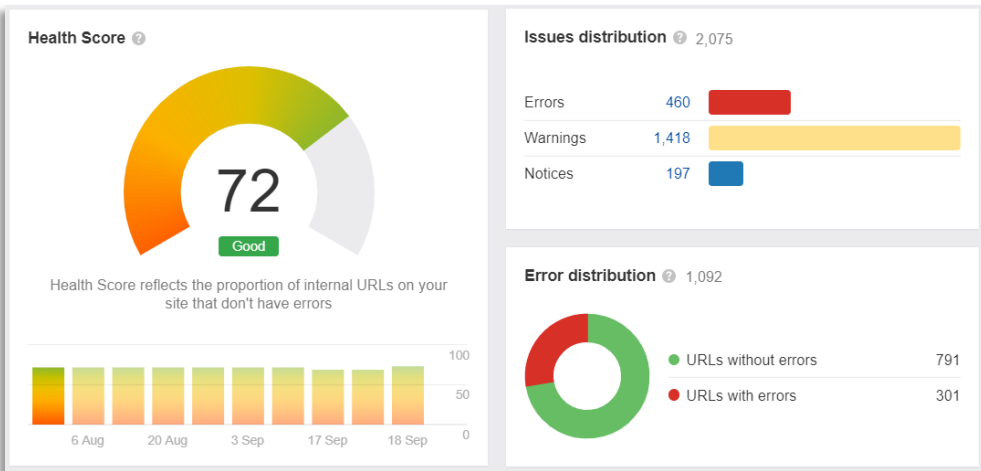 Health Score ?
72
Good
Health Score reflects the proportion of internal URLs on your
site that don't have errors
100
50
0
6 Aug 20 Aug 3 Sep 17 Sep 18 Sep
Issues distribution ? 2,075
Errors 460
Warnings 1,418
Notices 197
Error distribution ? 1,092
URLs without errors 791
URLs with errors 301